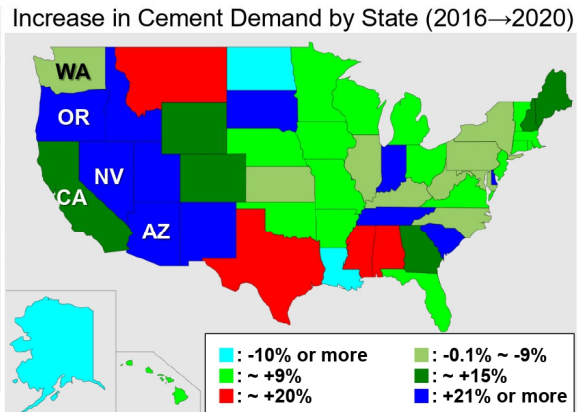 Increase in Cement Demand by State (2016→2020)
WA
OR
NV
CA
AZ
: -10% or more
: -0.1% ~ -9%
: ~ +9%
: ~ +15%
: ~ +20%
: +21% or more